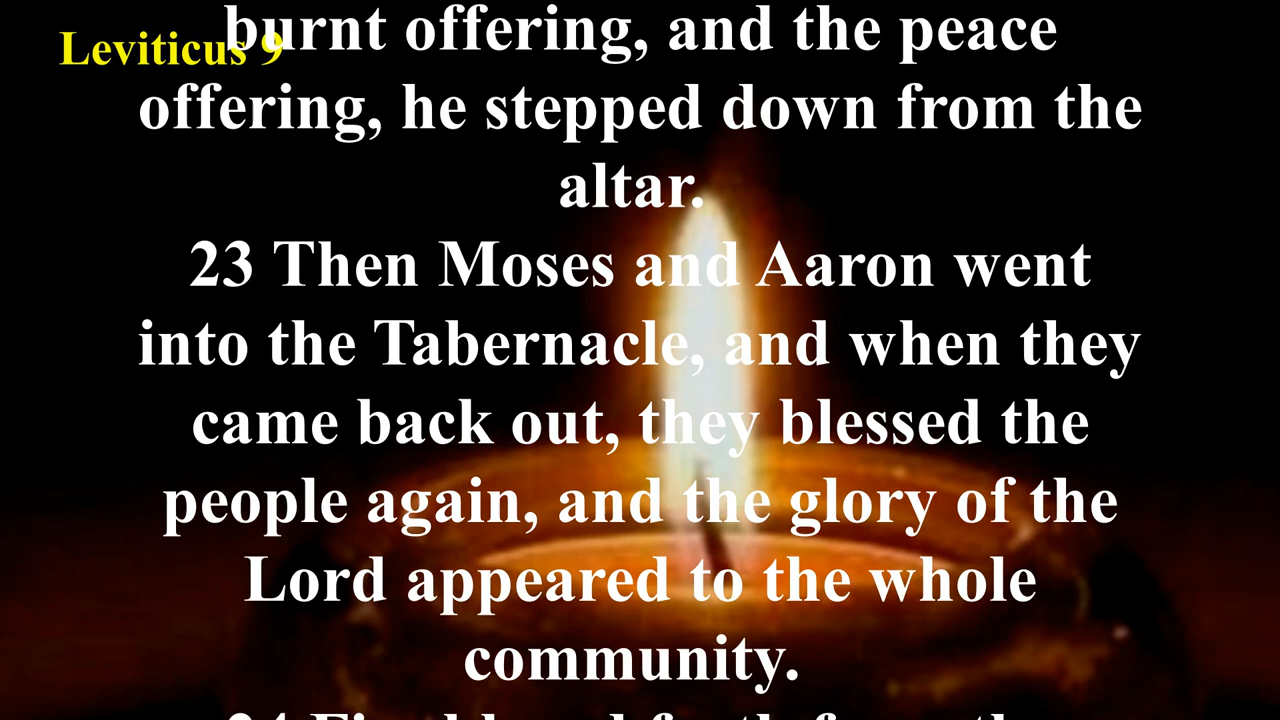 Leviticus 9
burnt offering, and the peace
offering, he stepped down from the
altar.
23 Then Moses and Aaron went
into the Tabernacle, and when they
came back out, they blessed the
people again, and the glory of the
Lord appeared to the whole
community.